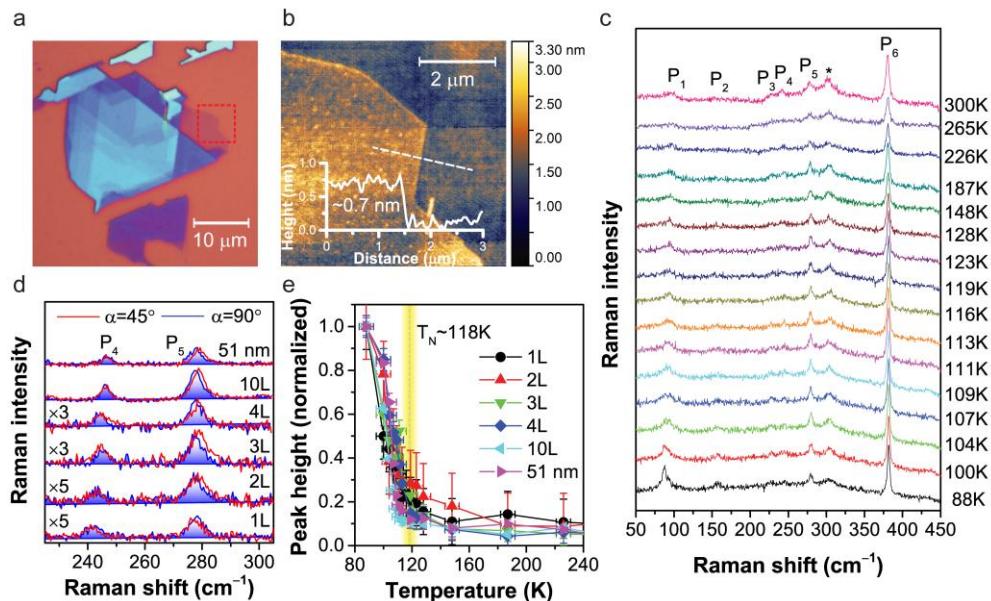 a
10 μm
b
2 μm
1.0
0.5
0.0
Height (nm)
~0.7 nm
0
1
2
3
Distance (μm)
3.30 nm
3.00
2.50
2.00
1.50
1.00
0.00
c
P1
P2
P3
P4
P5
*
P6
300K
265K
226K
187K
148K
128K
123K
119K
116K
113K
111K
109K
107K
104K
100K
88K
Raman intensity
50 100 150 200 250 300 350 400 450
Raman shift (cm⁻¹)
d
α=45°
α=90°
P4
P5
51 nm
10L
×3
4L
×3
3L
×5
2L
×5
1L
Raman intensity
240 260 280 300
Raman shift (cm⁻¹)
e
TN~118K
1L
2L
3L
4L
10L
51 nm
Peak height (normalized)
1.0
0.8
0.6
0.4
0.2
0.0
80 100 120 140 160 180 200 220 240
Temperature (K)